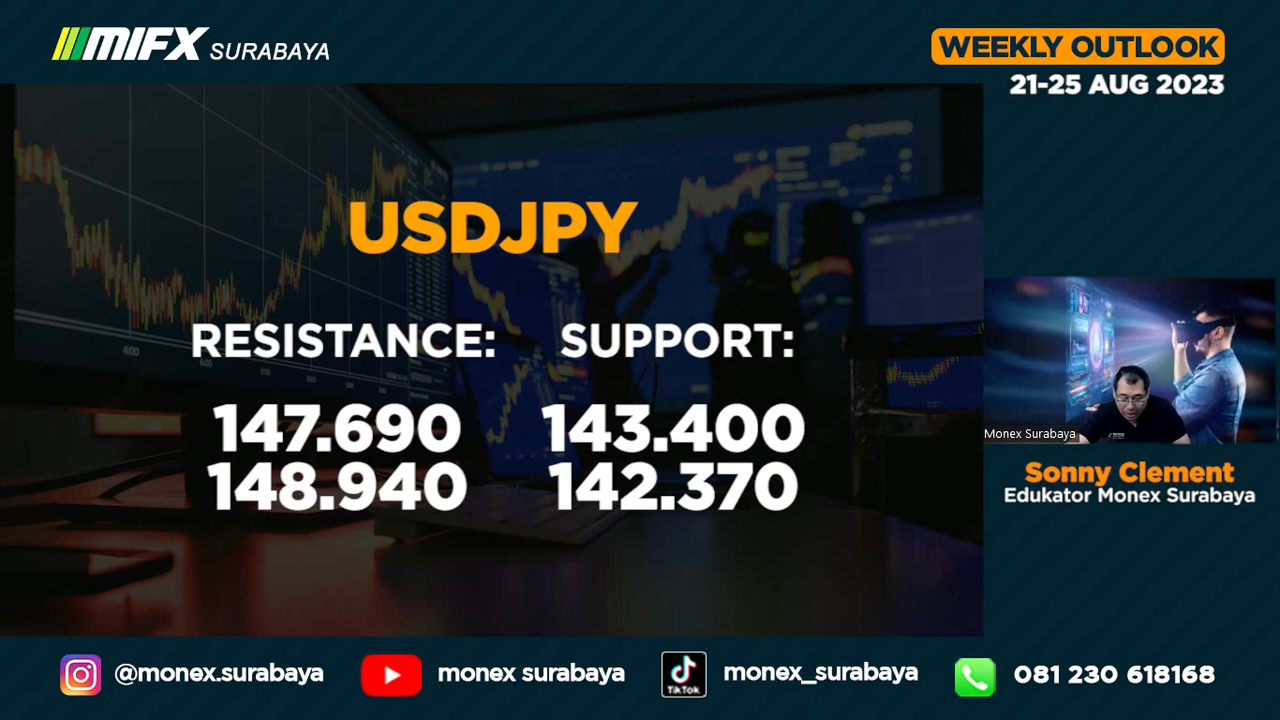 MIFX SURABAYA
WEEKLY OUTLOOK
21-25 AUG 2023
USDJPY
RESISTANCE: SUPPORT:
147.690 143.400
148.940 142.370
Monex Surabaya
Sonny Clement
Edukator Monex Surabaya
@monex.surabaya monex surabaya TikTok monex_surabaya 081 230 618168